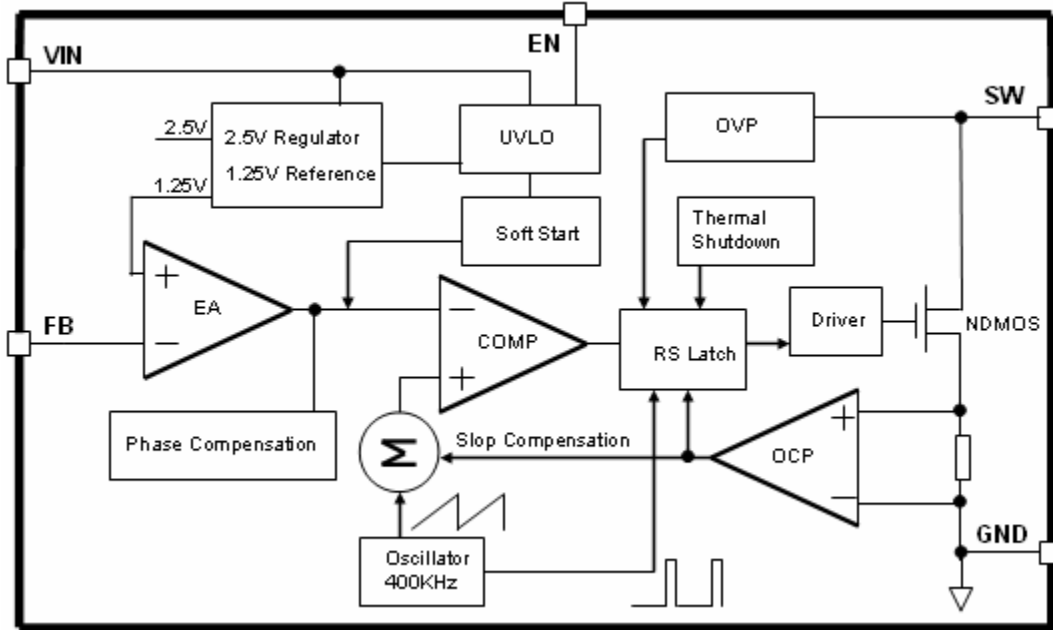 EN
VIN
SW
2.5V
2.5V Regulator
1.25V Reference
UVLO
OVP
1.25V
Soft Start
Thermal
Shutdown
+
EA
−
FB
−
COMP
+
RS Latch
Driver
NDMOS
Phase Compensation
Σ
Slop Compensation
+
OCP
−
GND
Oscillator
400KHz